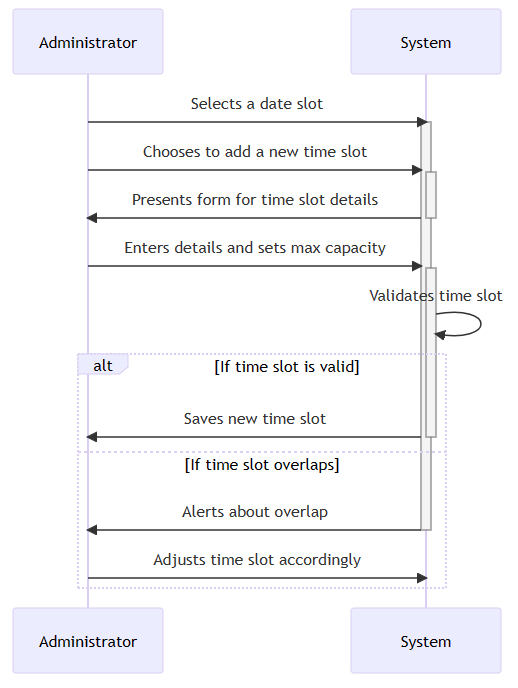 Administrator System
Selects a date slot
Chooses to add a new time slot
Presents form for time slot details
Enters details and sets max capacity
Validates time slot
alt [If time slot is valid]
Saves new time slot
[If time slot overlaps]
Alerts about overlap
Adjusts time slot accordingly
Administrator System